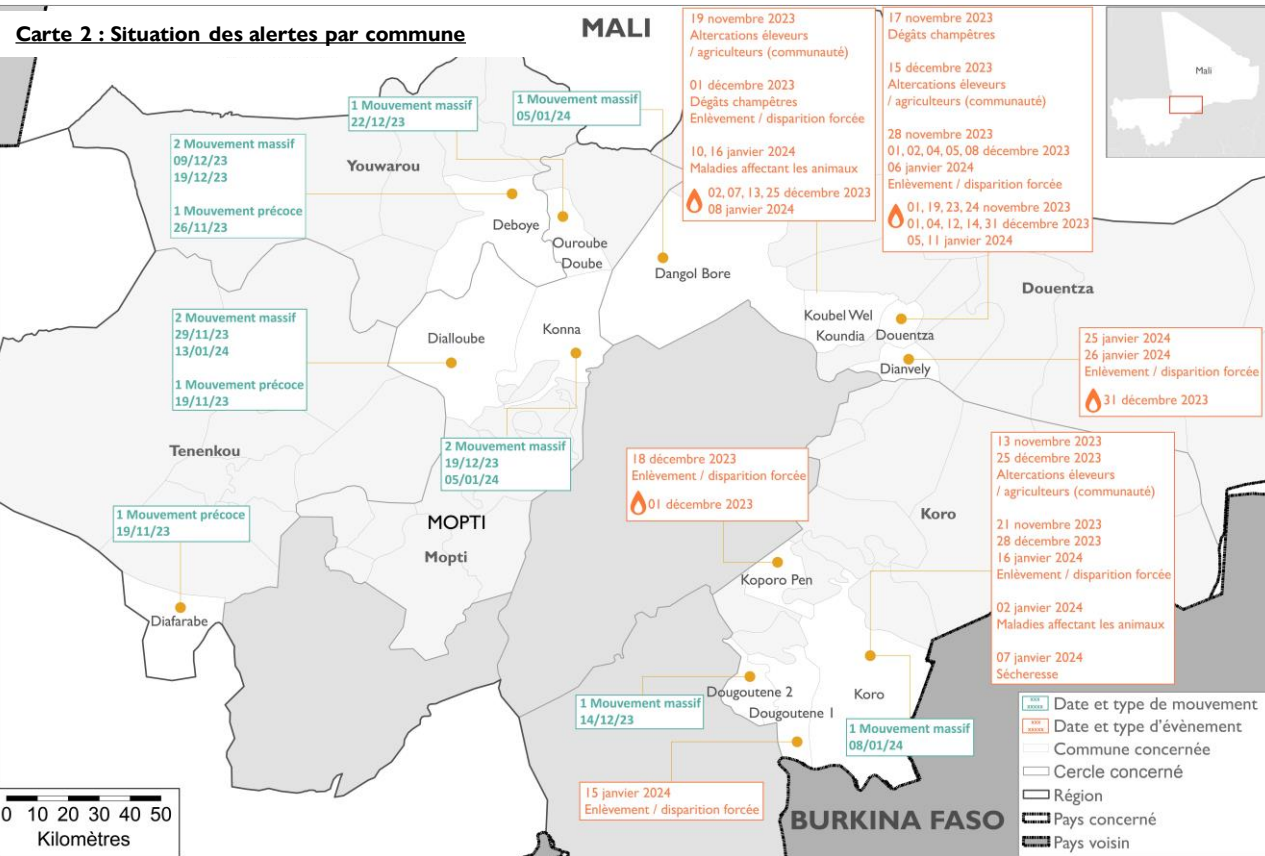 Carte 2 : Situation des alertes par commune
MALI
19 novembre 2023
Altercations éleveurs
/ agriculteurs (communauté)
01 décembre 2023
Dégâts champêtres
Enlèvement / disparition forcée
10, 16 janvier 2024
Maladies affectant les animaux
02, 07, 13, 25 décembre 2023
08 janvier 2024
17 novembre 2023
Dégâts champêtres
15 décembre 2023
Altercations éleveurs
/ agriculteurs (communauté)
28 novembre 2023
01, 02, 04, 05, 08 décembre 2023
06 janvier 2024
Enlèvement / disparition forcée
01, 19, 23, 24 novembre 2023
01, 04, 12, 14, 31 décembre 2023
05, 11 janvier 2024
Mali
1 Mouvement massif
22/12/23
1 Mouvement massif
05/01/24
2 Mouvement massif
09/12/23
19/12/23
1 Mouvement précoce
26/11/23
Youwarou
Deboye
Ouroube
Doube
Dangol Bore
Douentza
Koubel Wel
Koundia
Douentza
Dianvely
2 Mouvement massif
29/11/23
13/01/24
1 Mouvement précoce
19/11/23
Dialloube
Konna
25 janvier 2024
26 janvier 2024
Enlèvement / disparition forcée
31 décembre 2023
Tenenkou
2 Mouvement massif
19/12/23
05/01/24
18 décembre 2023
Enlèvement / disparition forcée
01 décembre 2023
13 novembre 2023
25 décembre 2023
Altercations éleveurs
/ agriculteurs (communauté)
21 novembre 2023
28 décembre 2023
16 janvier 2024
Enlèvement / disparition forcée
02 janvier 2024
Maladies affectant les animaux
07 janvier 2024
Sécheresse
1 Mouvement précoce
19/11/23
MOPTI
Mopti
Koro
Koporo Pen
Diafarabe
1 Mouvement massif
14/12/23
Dougoutene 2
Dougoutene 1
Koro
1 Mouvement massif
08/01/24
15 janvier 2024
Enlèvement / disparition forcée
BURKINA FASO
0 10 20 30 40 50
Kilomètres
Date et type de mouvement
Date et type d'évènement
Commune concernée
Cercle concerné
Région
Pays concerné
Pays voisin